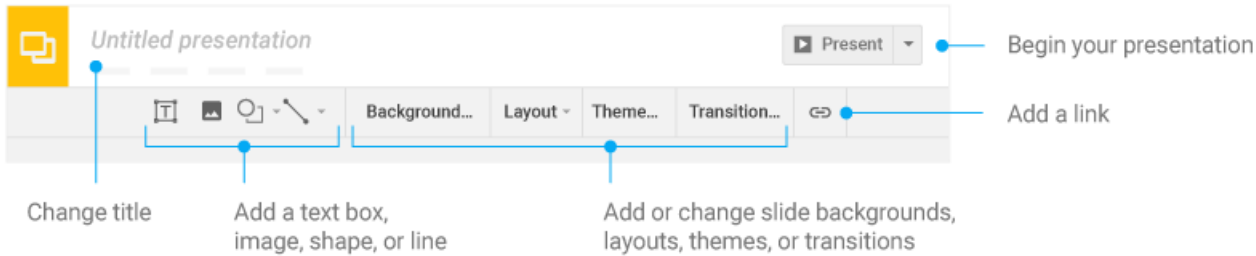 Untitled presentation
Present
Begin your presentation
T
Background...
Layout
Theme...
Transition...
Add a link
Change title
Add a text box,
image, shape, or line
Add or change slide backgrounds,
layouts, themes, or transitions